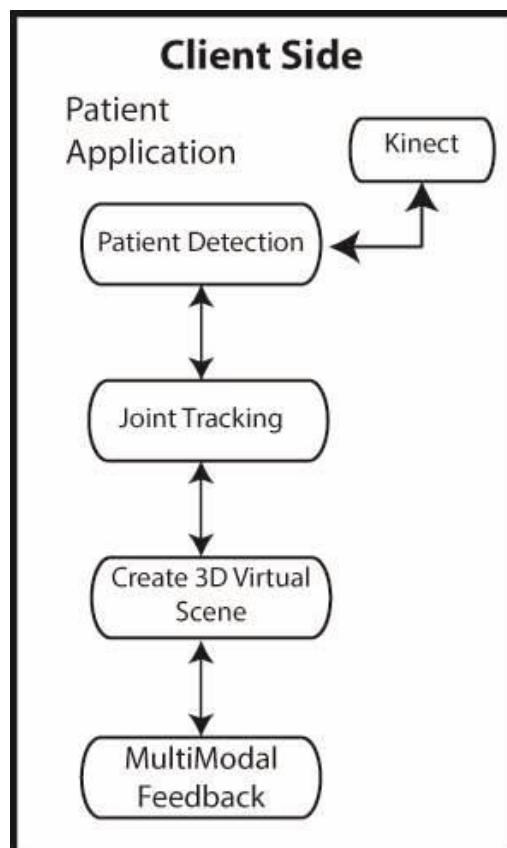 Client Side
Patient
Application
Kinect
Patient Detection
Joint Tracking
Create 3D Virtual
Scene
MultiModal
Feedback